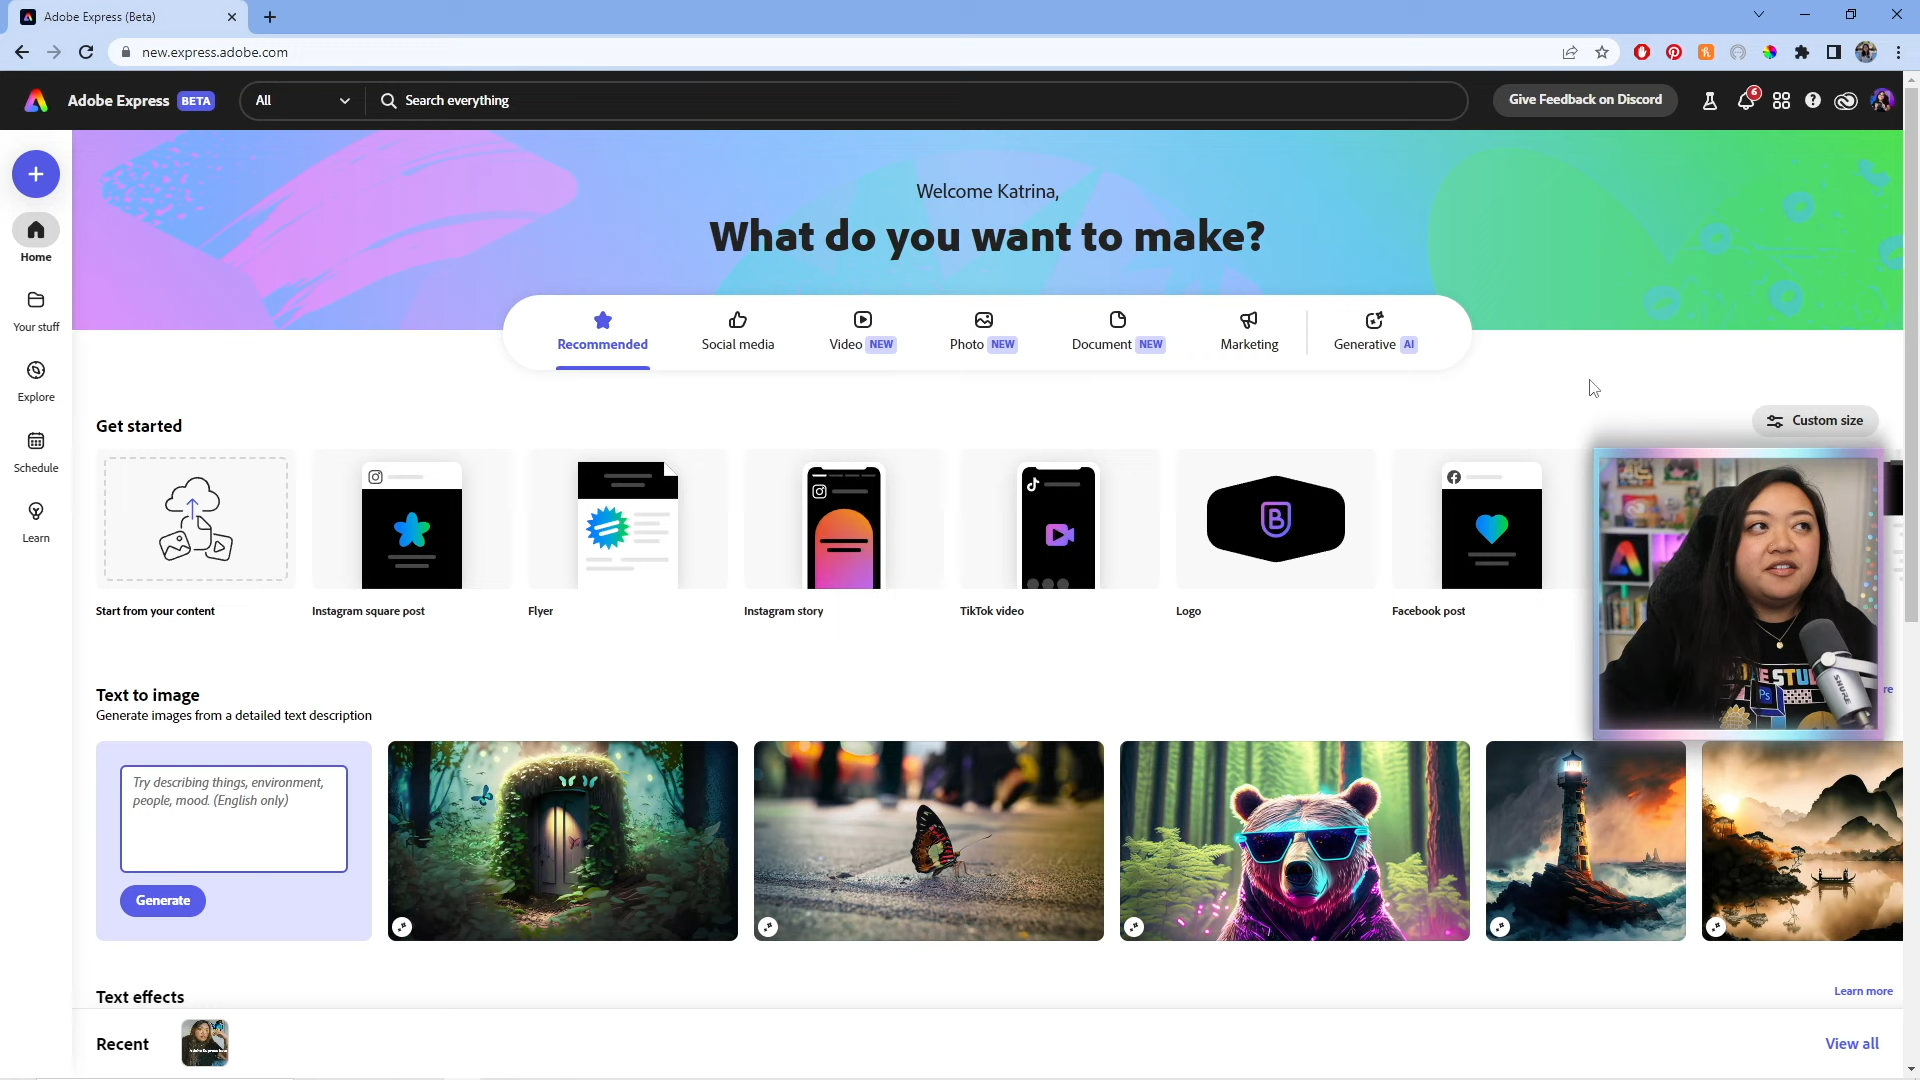 Adobe Express (Beta)
new.express.adobe.com
Adobe Express BETA
All
Search everything
Give Feedback on Discord
6
Welcome Katrina,
What do you want to make?
Home
Your stuff
Explore
Schedule
Learn
Recommended
Social media
Video NEW
Photo NEW
Document NEW
Marketing
Generative AI
Get started
Custom size
Start from your content
Instagram square post
Flyer
Instagram story
TikTok video
B
Logo
Facebook post
Text to image
Generate images from a detailed text description
re
Try describing things, environment,
people, mood. (English only)
Generate
SHURE
Ps
Text effects
Learn more
Recent
View all